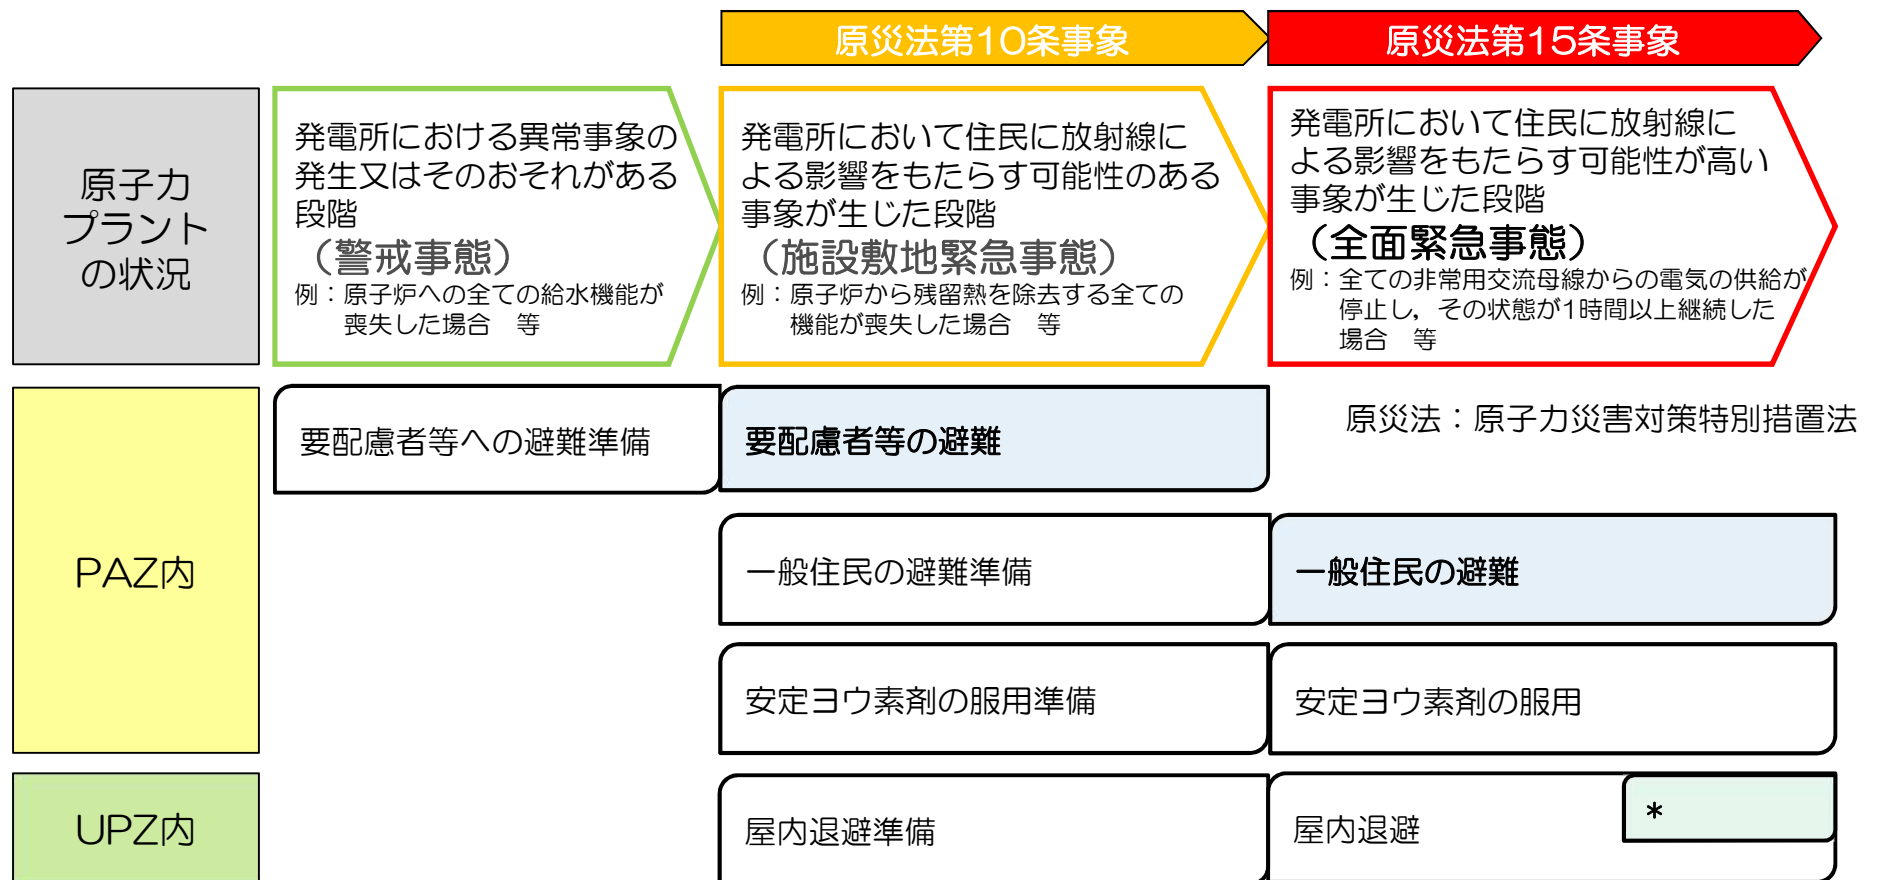 原災法第10条事象
原災法第15条事象
原子力
プラント
の状況
発電所における異常事象の
発生又はそのおそれがある
段階
（警戒事態）
例：原子炉への全ての給水機能が
喪失した場合　等
発電所において住民に放射線に
よる影響をもたらす可能性のある
事象が生じた段階
（施設敷地緊急事態）
例：原子炉から残留熱を除去する全ての
機能が喪失した場合　等
発電所において住民に放射線に
よる影響をもたらす可能性が高い
事象が生じた段階
（全面緊急事態）
例：全ての非常用交流母線からの電気の供給が
停止し，その状態が1時間以上継続した
場合　等
原災法：原子力災害対策特別措置法
PAZ内
要配慮者等への避難準備
要配慮者等の避難
一般住民の避難準備
一般住民の避難
安定ヨウ素剤の服用準備
安定ヨウ素剤の服用
UPZ内
屋内退避準備
屋内退避
*